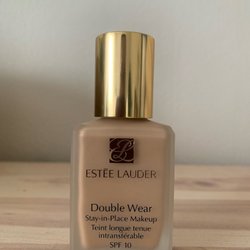 ESTĒE LAUDER
Double Wear
Stay-in-Place Makeup
Teint longue tenue
intransférable
SPF 10